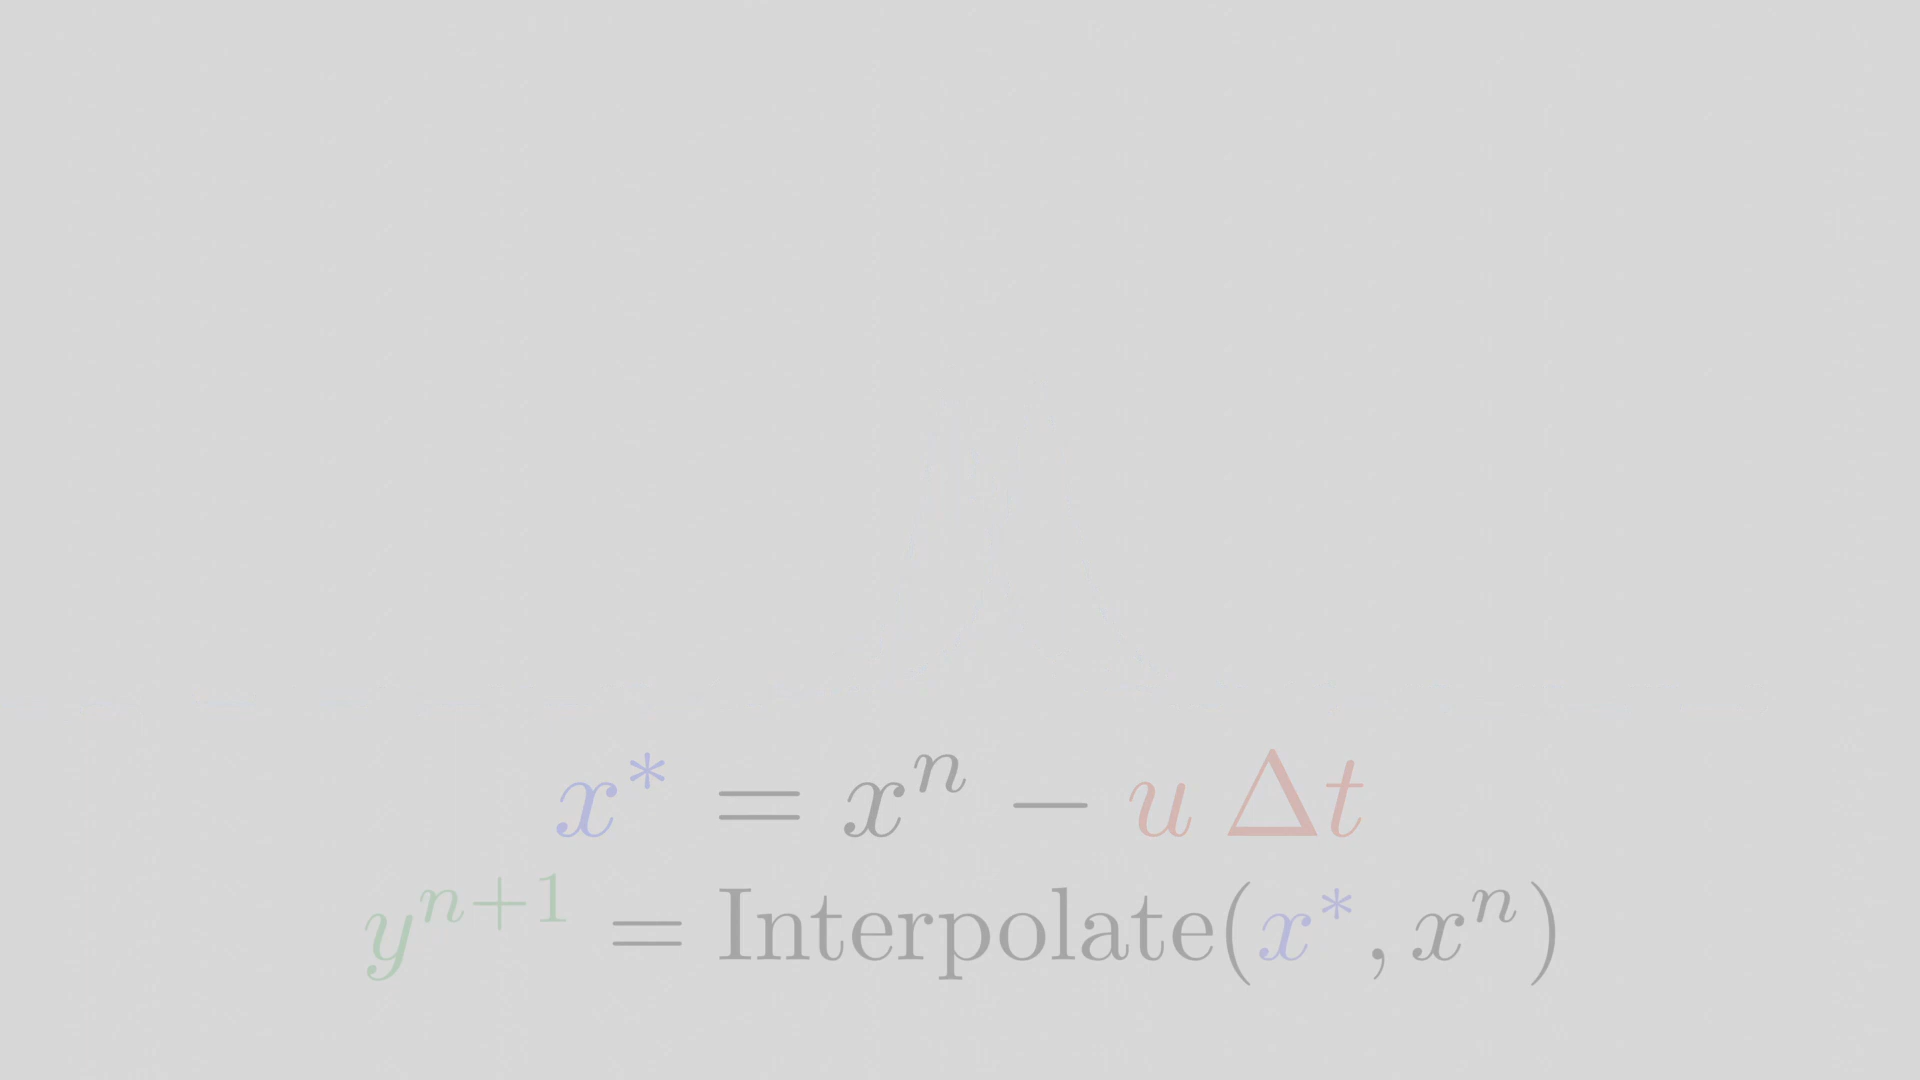 x* = xⁿ − u Δt
yⁿ⁺¹ = Interpolate(x*, xⁿ)